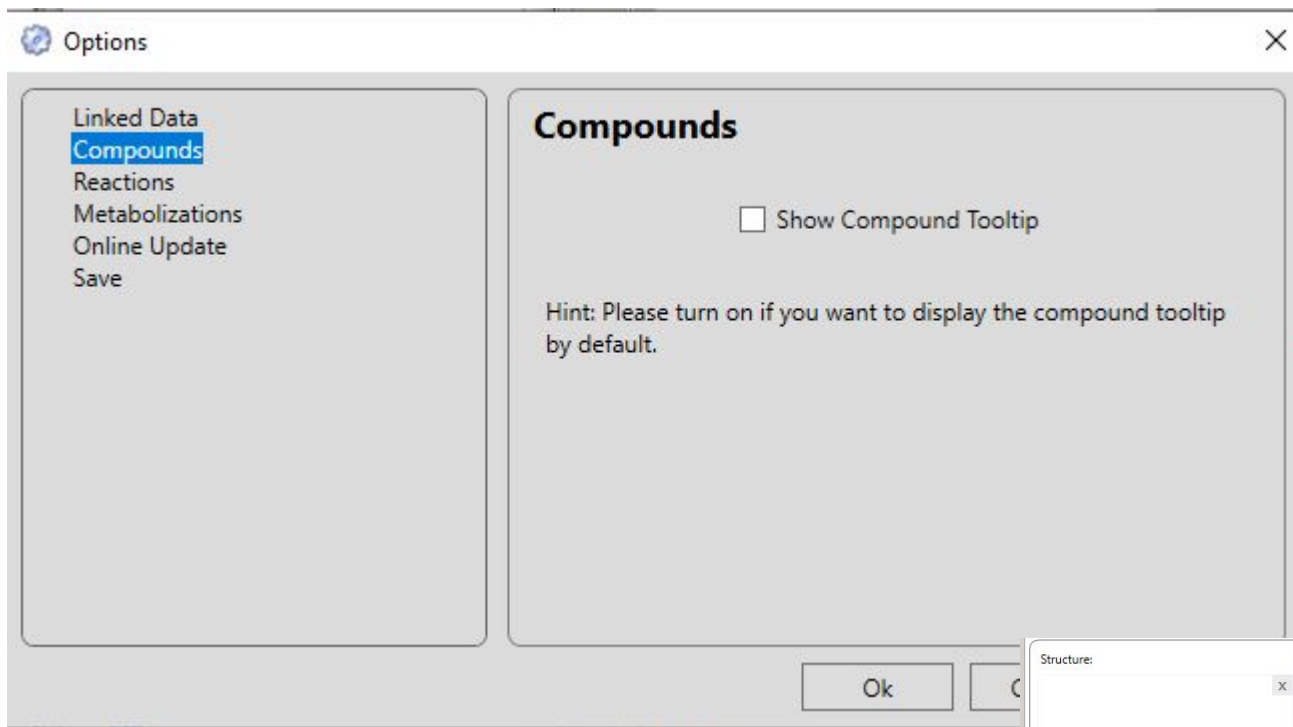 Options
Linked Data
Compounds
Reactions
Metabolizations
Online Update
Save
Compounds
Show Compound Tooltip
Hint: Please turn on if you want to display the compound tooltip
by default.
Ok
Structure:
x